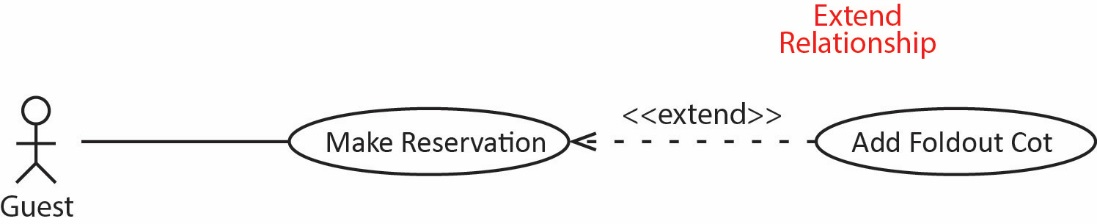 Extend
Relationship
<<extend>>
Make Reservation
Add Foldout Cot
Guest